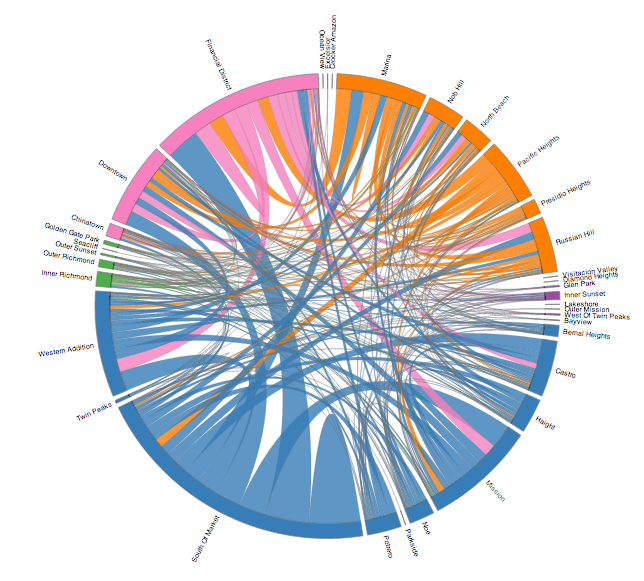 Ocean View
Excelsior
Crocker Amazon
Marina
Nob Hill
North Beach
Pacific Heights
Presidio Heights
Russian Hill
Visitacion Valley
Diamond Heights
Glen Park
Inner Sunset
Lakeshore
Outer Mission
West Of Twin Peaks
Bayview
Bernal Heights
Castro
Haight
Mission
Noe
Parkside
Potrero
South Of Market
Twin Peaks
Western Addition
Inner Richmond
Outer Richmond
Outer Sunset
Seacliff
Golden Gate Park
Chinatown
Downtown
Financial District